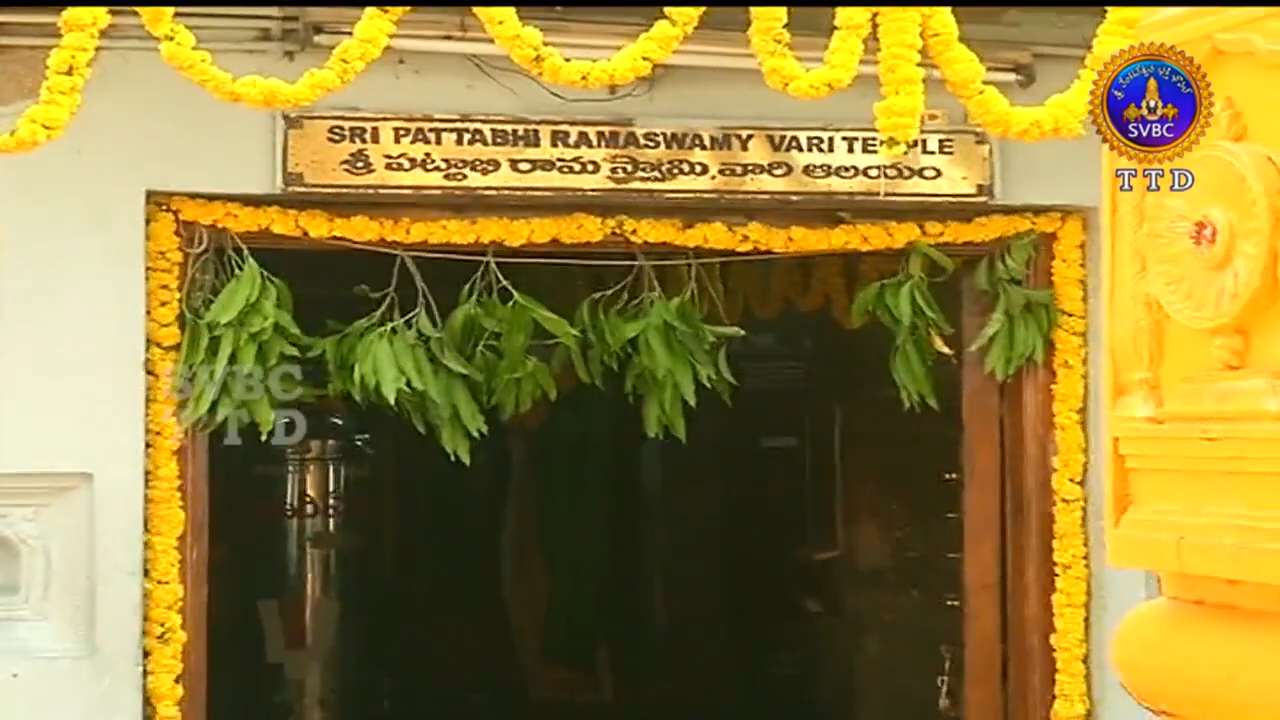 SRI PATTABHI RAMASWAMY VARI TEMPLE
శ్రీ పట్టాభి రామ స్వామి వారి ఆలయం
SVBC
TTD
SVBC
TTD